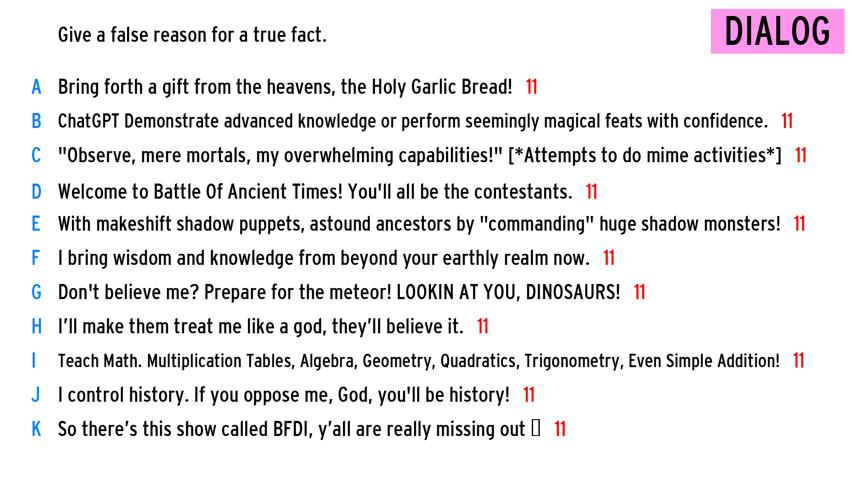 Give a false reason for a true fact.
DIALOG
A Bring forth a gift from the heavens, the Holy Garlic Bread! 11
B ChatGPT Demonstrate advanced knowledge or perform seemingly magical feats with confidence. 11
C "Observe, mere mortals, my overwhelming capabilities!" [*Attempts to do mime activities*] 11
D Welcome to Battle Of Ancient Times! You'll all be the contestants. 11
E With makeshift shadow puppets, astound ancestors by "commanding" huge shadow monsters! 11
F I bring wisdom and knowledge from beyond your earthly realm now. 11
G Don't believe me? Prepare for the meteor! LOOKIN AT YOU, DINOSAURS! 11
H I’ll make them treat me like a god, they’ll believe it. 11
I Teach Math. Multiplication Tables, Algebra, Geometry, Quadratics, Trigonometry, Even Simple Addition! 11
J I control history. If you oppose me, God, you'll be history! 11
K So there’s this show called BFDI, y’all are really missing out 11